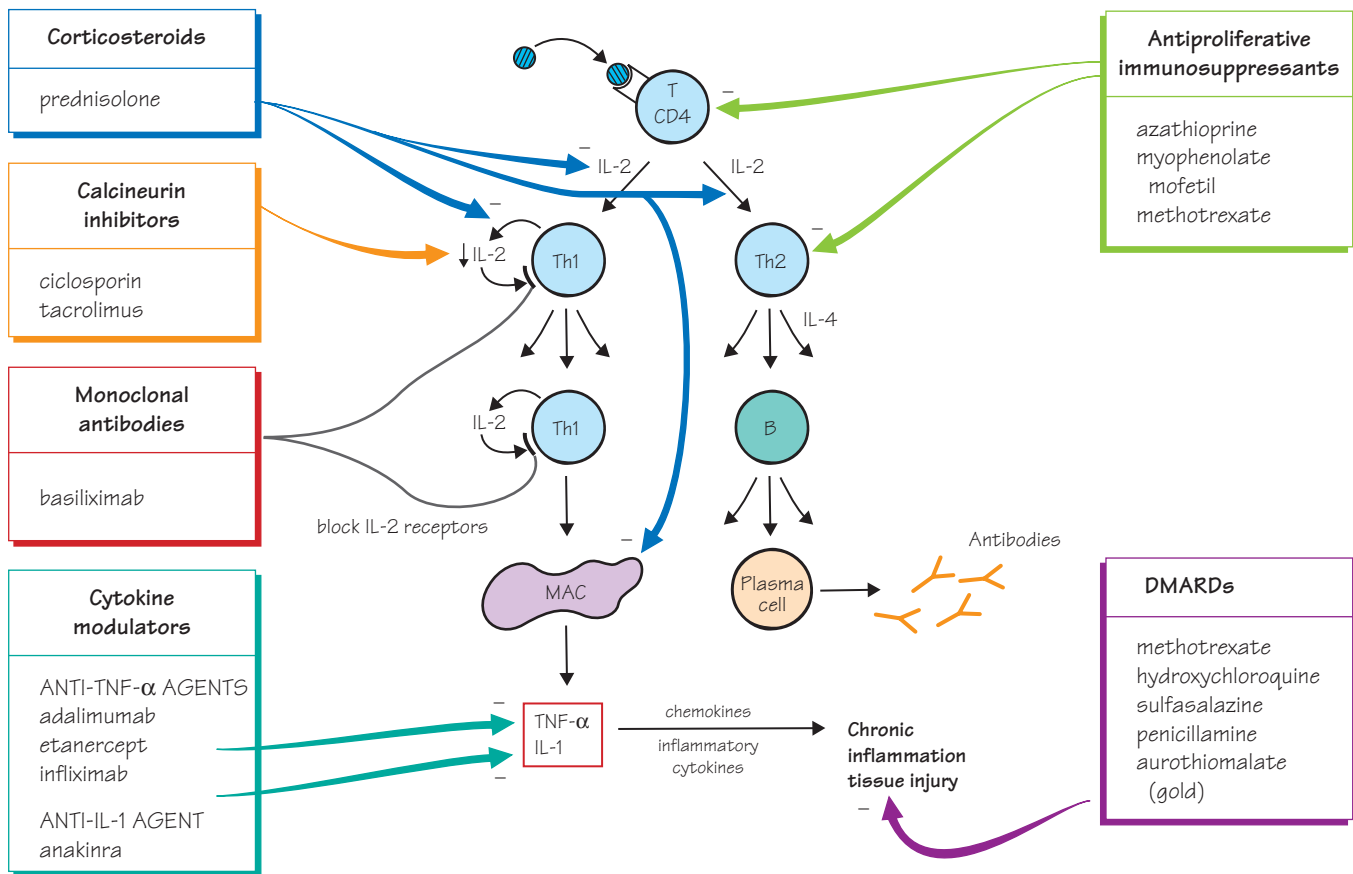 Corticosteroids
prednisolone
Calcineurin
inhibitors
ciclosporin
tacrolimus
Monoclonal
antibodies
basiliximab
Cytokine
modulators
ANTI-TNF-α AGENTS
adalimumab
etanercept
infliximab
ANTI-IL-1 AGENT
anakinra
T
CD4
–
–
IL-2
IL-2
–
–
↓ IL-2
Th1
Th2
IL-4
IL-2
Th1
B
block IL-2 receptors
–
MAC
Plasma
cell
Antibodies
–
TNF-α
IL-1
–
chemokines
inflammatory
cytokines
Chronic
inflammation
tissue injury
–
Antiproliferative
immunosuppressants
azathioprine
myophenolate
mofetil
methotrexate
DMARDs
methotrexate
hydroxychloroquine
sulfasalazine
penicillamine
aurothiomalate
(gold)